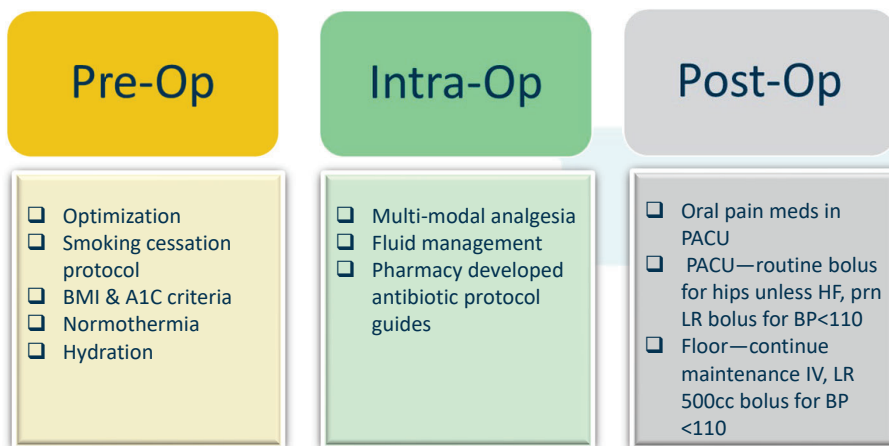 Pre-Op
Optimization
Smoking cessation
protocol
BMI & A1C criteria
Normothermia
Hydration
Intra-Op
Multi-modal analgesia
Fluid management
Pharmacy developed
antibiotic protocol
guides
Post-Op
Oral pain meds in
PACU
PACU—routine bolus
for hips unless HF, prn
LR bolus for BP<110
Floor—continue
maintenance IV, LR
500cc bolus for BP
<110